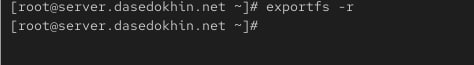 [root@server.dasedokhin.net ~]# exportfs -r
[root@server.dasedokhin.net ~]#